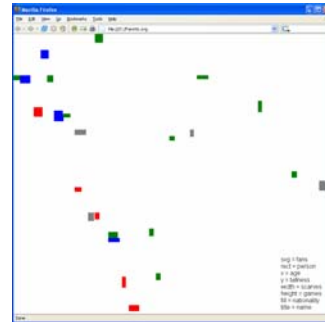 Mozilla Firefox
File Edit View Go Bookmarks Tools Help
svg = fans
rect = person
x = age
y = tallness
width = scarves
height = games
fill = nationality
title = name
Done